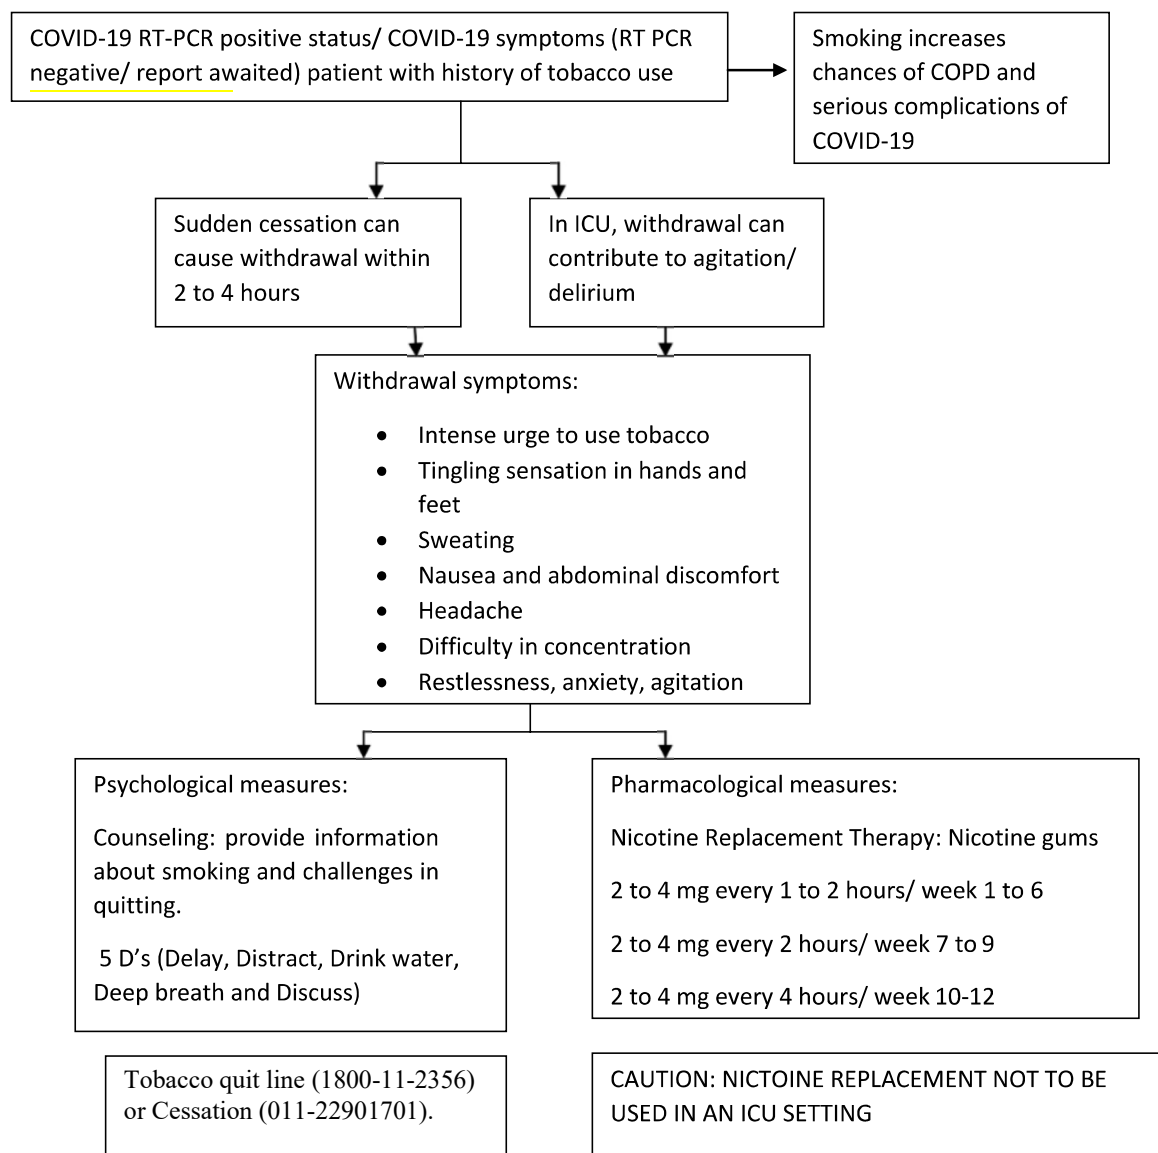 COVID-19 RT-PCR positive status/ COVID-19 symptoms (RT PCR
negative/ report awaited) patient with history of tobacco use
Smoking increases
chances of COPD and
serious complications of
COVID-19
Sudden cessation can
cause withdrawal within
2 to 4 hours
In ICU, withdrawal can
contribute to agitation/
delirium
Withdrawal symptoms:
• Intense urge to use tobacco
• Tingling sensation in hands and
feet
• Sweating
• Nausea and abdominal discomfort
• Headache
• Difficulty in concentration
• Restlessness, anxiety, agitation
Psychological measures:
Counseling: provide information
about smoking and challenges in
quitting.
5 D’s (Delay, Distract, Drink water,
Deep breath and Discuss)
Pharmacological measures:
Nicotine Replacement Therapy: Nicotine gums
2 to 4 mg every 1 to 2 hours/ week 1 to 6
2 to 4 mg every 2 hours/ week 7 to 9
2 to 4 mg every 4 hours/ week 10-12
Tobacco quit line (1800-11-2356)
or Cessation (011-22901701).
CAUTION: NICTOINE REPLACEMENT NOT TO BE
USED IN AN ICU SETTING